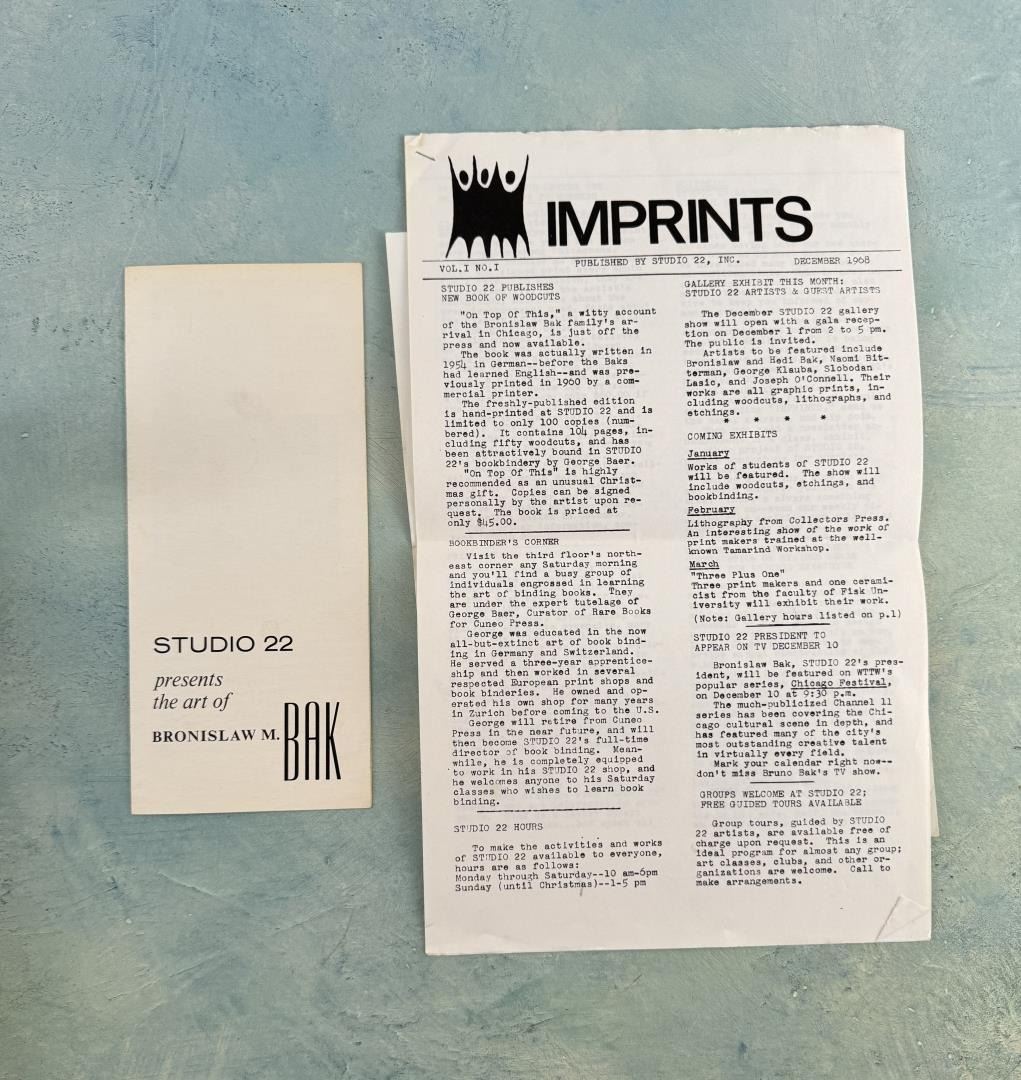 STUDIO 22
presents
the art of
BRONISLAW M. BAK
IMPRINTS
VOL.I NO.I PUBLISHED BY STUDIO 22, INC. DECEMBER 1968
STUDIO 22 PUBLISHES
NEW BOOK OF WOODCUTS
"On Top Of This," a witty account
of the Bronislaw Bak family's ar-
rival in Chicago, is just off the
press and now available.
The book was actually written in
1954 in German--before the Baks
had learned English--and was pre-
viously printed in 1960 by a com-
mercial printer.
The freshly-published edition
is hand-printed at STUDIO 22 and is
limited to only 100 copies (num-
bered). It contains 104 pages, in-
cluding fifty woodcuts, and has
been attractively bound in STUDIO
22's bookbindery by George Baer.
"On Top Of This" is highly
recommended as an unusual Christ-
mas gift. Copies can be signed
personally by the artist upon re-
quest. The book is priced at
only $45.00.
BOOKBINDER'S CORNER
Visit the third floor's north-
east corner any Saturday morning
and you'll find a busy group of
individuals engrossed in learning
the art of binding books. They
are under the expert tutelage of
George Baer, Curator of Rare Books
for Cuneo Press.
George was educated in the now
all-but-extinct art of book bind-
ing in Germany and Switzerland.
He served a three-year apprentice-
ship and then worked in several
respected European print shops and
book binderies. He owned and op-
erated his own shop for many years
in Zurich before coming to the U.S.
George will retire from Cuneo
Press in the near future, and will
then become STUDIO 22's full-time
director of book binding. Mean-
while, he is completely equipped
to work in his STUDIO 22 shop, and
he welcomes anyone to his Saturday
classes who wishes to learn book
binding.
STUDIO 22 HOURS
To make the activities and works
of STUDIO 22 available to everyone,
hours are as follows:
Monday through Saturday--10 am-6pm
Sunday (until Christmas)--1-5 pm
GALLERY EXHIBIT THIS MONTH:
STUDIO 22 ARTISTS & GUEST ARTISTS
The December STUDIO 22 gallery
show will open with a gala recep-
tion on December 1 from 2 to 5 pm.
The public is invited.
Artists to be featured include
Bronislaw and Hedi Bak, Naomi Bit-
terman, George Klauba, Slobodan
Lasic, and Joseph O'Connell. Their
works are all graphic prints, in-
cluding woodcuts, lithographs, and
etchings.
* * * *
COMING EXHIBITS
January
Works of students of STUDIO 22
will be featured. The show will
include woodcuts, etchings, and
bookbinding.
February
Lithography from Collectors Press.
An interesting show of the work of
print makers trained at the well-
known Tamarind Workshop.
March
"Three Plus One"
Three print makers and one cerami-
cist from the faculty of Fisk Un-
iversity will exhibit their work.
(Note: Gallery hours listed on p.1)
STUDIO 22 PRESIDENT TO
APPEAR ON TV DECEMBER 10
Bronislaw Bak, STUDIO 22's pres-
ident, will be featured on WTTW's
popular series, Chicago Festival,
on December 10 at 9:30 p.m.
The much-publicized Channel 11
series has been covering the Chi-
cago cultural scene in depth, and
has featured many of the city's
most outstanding creative talent
in virtually every field.
Mark your calendar right now--
don't miss Bruno Bak's TV show.
GROUPS WELCOME AT STUDIO 22;
FREE GUIDED TOURS AVAILABLE
Group tours, guided by STUDIO
22 artists, are available free of
charge upon request. This is an
ideal program for almost any group;
art classes, clubs, and other or-
ganizations are welcome. Call to
make arrangements.